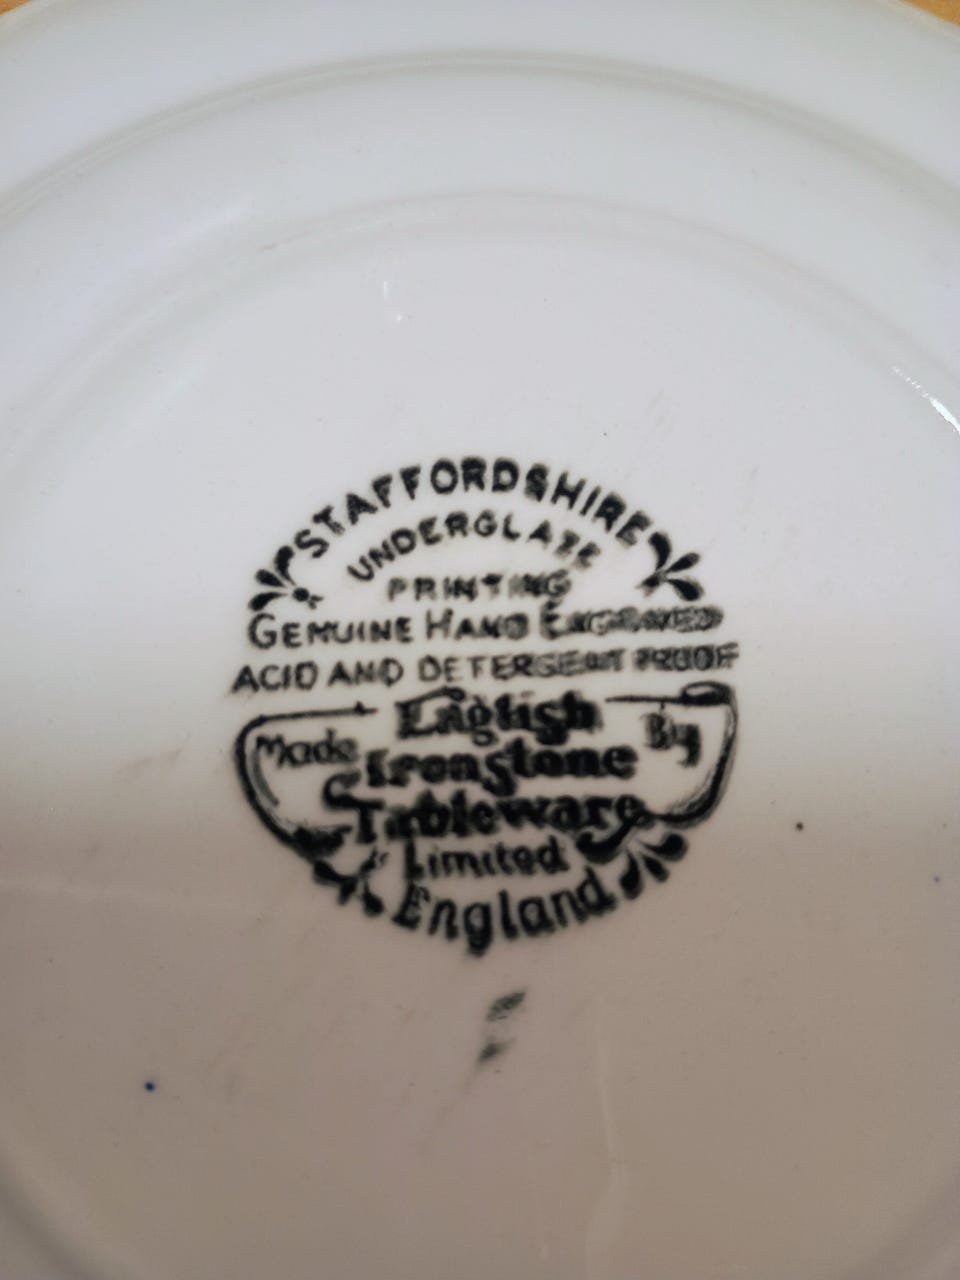 STAFFORDSHIRE
UNDERGLAZE
PRINTING
GENUINE HAND ENGRAVED
ACID AND DETERGENT PROOF
Made English By
Ironstone
Tableware
Limited
England